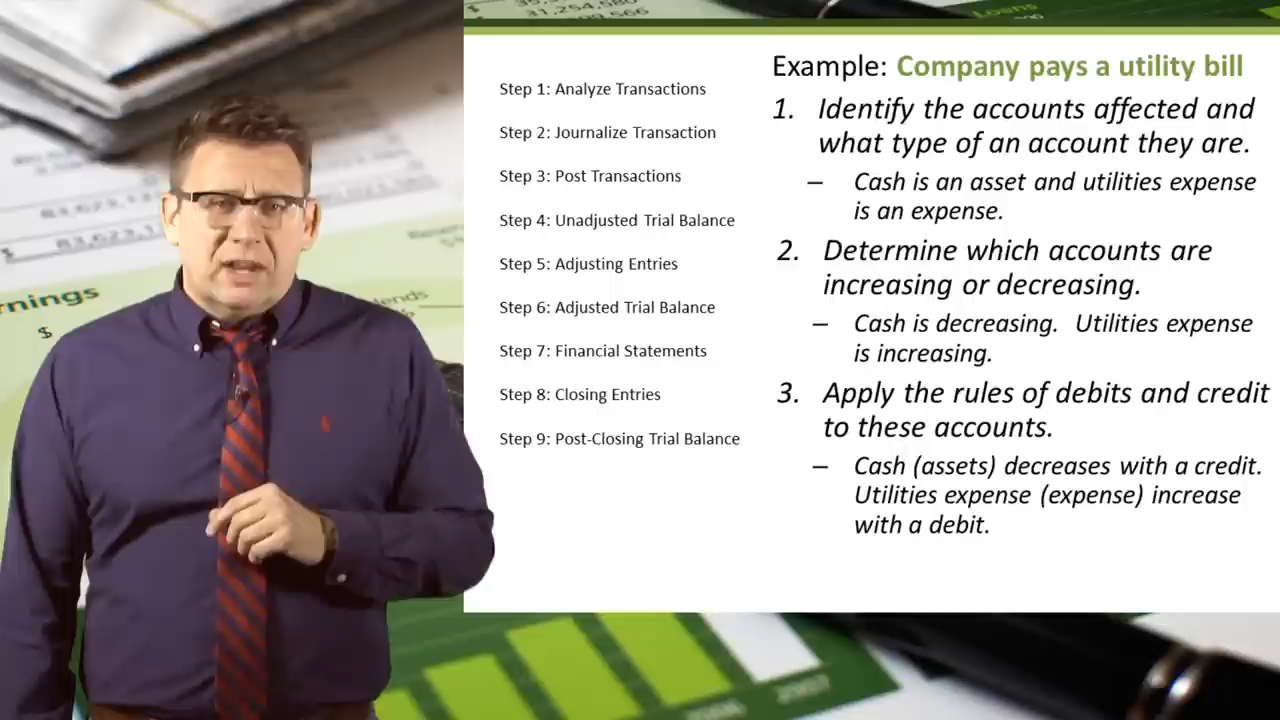 31,254,580
Loans
Step 1: Analyze Transactions
Step 2: Journalize Transaction
Step 3: Post Transactions
Step 4: Unadjusted Trial Balance
Step 5: Adjusting Entries
Step 6: Adjusted Trial Balance
Step 7: Financial Statements
Step 8: Closing Entries
Step 9: Post-Closing Trial Balance
Example: Company pays a utility bill
1. Identify the accounts affected and
what type of an account they are.
– Cash is an asset and utilities expense
is an expense.
2. Determine which accounts are
increasing or decreasing.
– Cash is decreasing. Utilities expense
is increasing.
3. Apply the rules of debits and credit
to these accounts.
– Cash (assets) decreases with a credit.
Utilities expense (expense) increase
with a debit.
rnings
$
$
2007